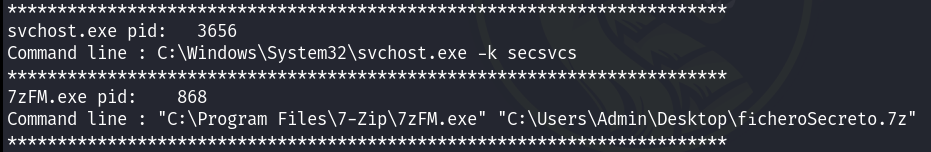 ************************************************************************
svchost.exe pid:   3656
Command line : C:\Windows\System32\svchost.exe -k secsvcs
************************************************************************
7zFM.exe pid:    868
Command line : "C:\Program Files\7-Zip\7zFM.exe" "C:\Users\Admin\Desktop\ficheroSecreto.7z"
************************************************************************